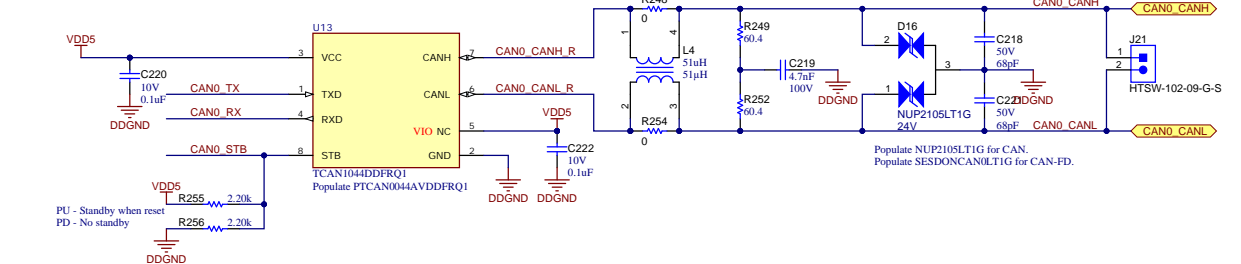 CAN0_CANH
CAN0_CANH
0
U13
VDD5
3
VCC
CANH
7
CAN0_CANH_R
C220
10V
0.1uF
DDGND
CAN0_TX
1
TXD
CANL
6
CAN0_CANL_R
CAN0_RX
4
RXD
VIO NC
5
VDD5
CAN0_STB
8
STB
GND
2
C222
10V
0.1uF
DDGND
DDGND
TCAN1044DDFRQ1
Populate PTCAN0044AVDDFRQ1
VDD5
R255
2.20k
R256
2.20k
DDGND
PU - Standby when reset
PD - No standby
1
4
L4
51uH
51µH
2
3
R254
0
R249
60.4
C219
4.7nF
100V
DDGND
R252
60.4
D16
2
3
1
NUP2105LT1G
24V
C218
50V
68pF
DDGND
C221
50V
68pF
J21
1
2
HTSW-102-09-G-S
CAN0_CANL
CAN0_CANL
Populate NUP2105LT1G for CAN.
Populate SESDONCAN0LT1G for CAN-FD.